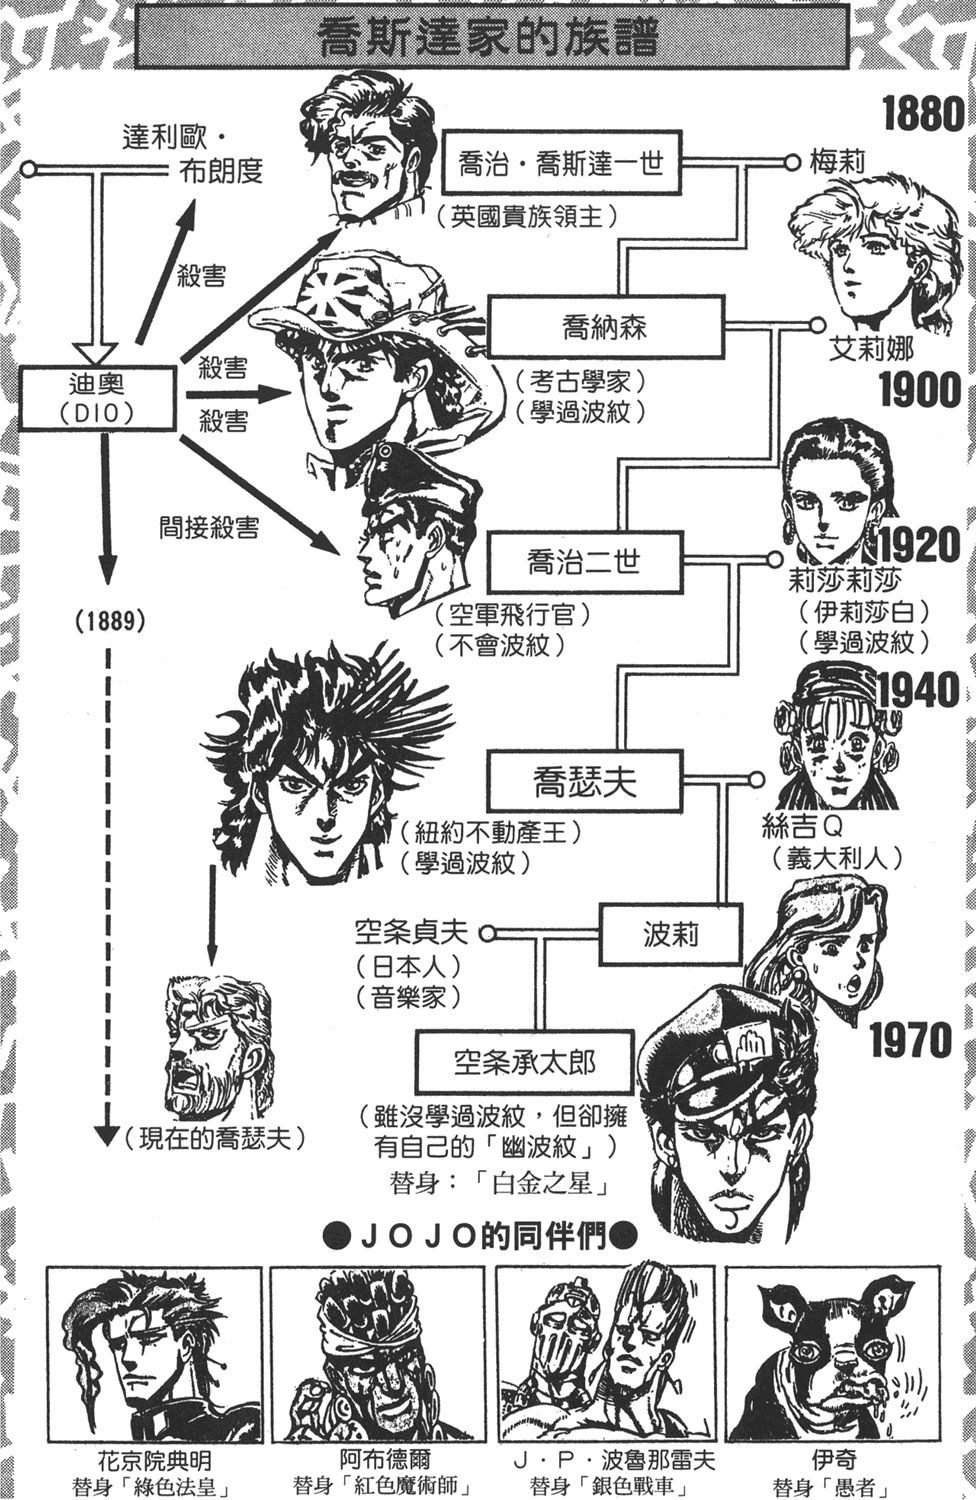 喬斯達家的族譜
1880
達利歐・
布朗度
喬治・喬斯達一世
梅莉
（英國貴族領主）
殺害
喬納森
艾莉娜
（考古學家）
（學過波紋）
1900
迪奧
（DIO）
殺害
殺害
間接殺害
喬治二世
1920
莉莎莉莎
（伊莉莎白）
（學過波紋）
（空軍飛行官）
（不會波紋）
（1889）
1940
喬瑟夫
絲吉Q
（義大利人）
（紐約不動產王）
（學過波紋）
空条貞夫
（日本人）
（音樂家）
波莉
1970
空条承太郎
（現在的喬瑟夫）
（雖沒學過波紋，但卻擁
有自己的「幽波紋」）
替身：「白金之星」
●JOJO的同伴們●
花京院典明
替身「綠色法皇」
阿布德爾
替身「紅色魔術師」
J・P・波魯那雷夫
替身「銀色戰車」
伊奇
替身「愚者」